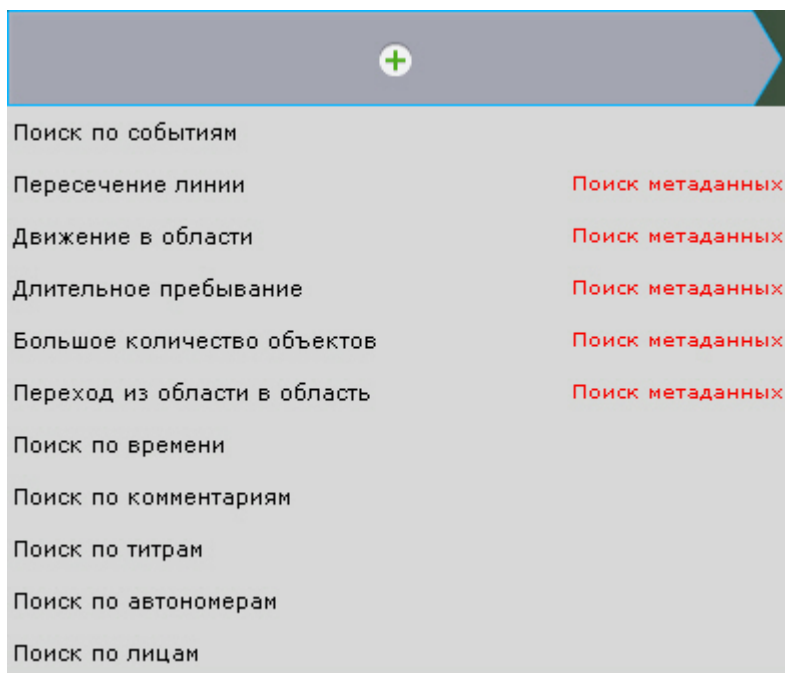 Поиск по событиям
Пересечение линии Поиск метаданных
Движение в области Поиск метаданных
Длительное пребывание Поиск метаданных
Большое количество объектов Поиск метаданных
Переход из области в область Поиск метаданных
Поиск по времени
Поиск по комментариям
Поиск по титрам
Поиск по автономерам
Поиск по лицам